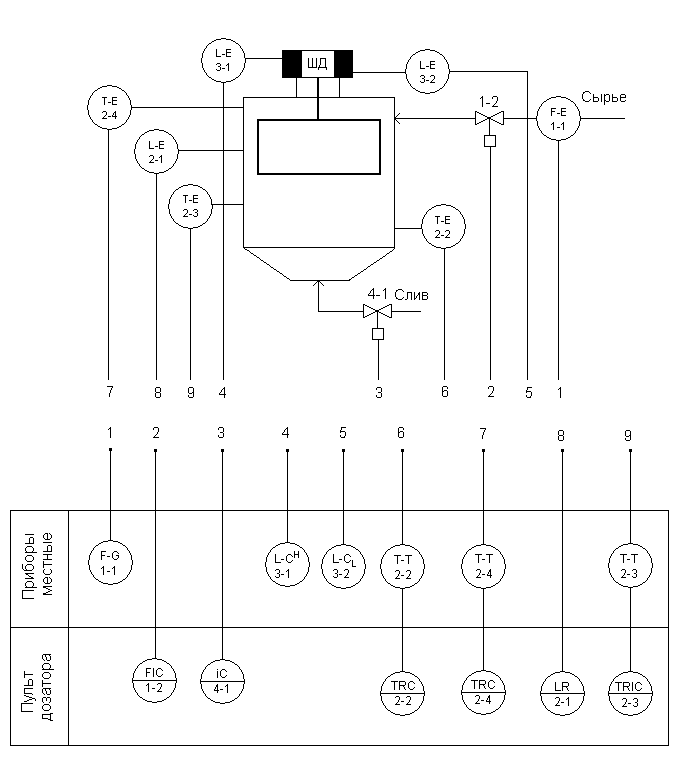 L-E
3-1
ШД
L-E
3-2
T-E
2-4
1-2
Сырье
F-E
1-1
L-E
2-1
T-E
2-3
T-E
2-2
4-1 Слив
7 8 9 4 3 6 2 5 1
1 2 3 4 5 6 7 8 9
Приборы
местные
F-G
1-1
L-CH
3-1
L-CL
3-2
T-T
2-2
T-T
2-4
T-T
2-3
Пульт
дозатора
FIC
1-2
IC
4-1
TRC
2-2
TRC
2-4
LR
2-1
TRIC
2-3